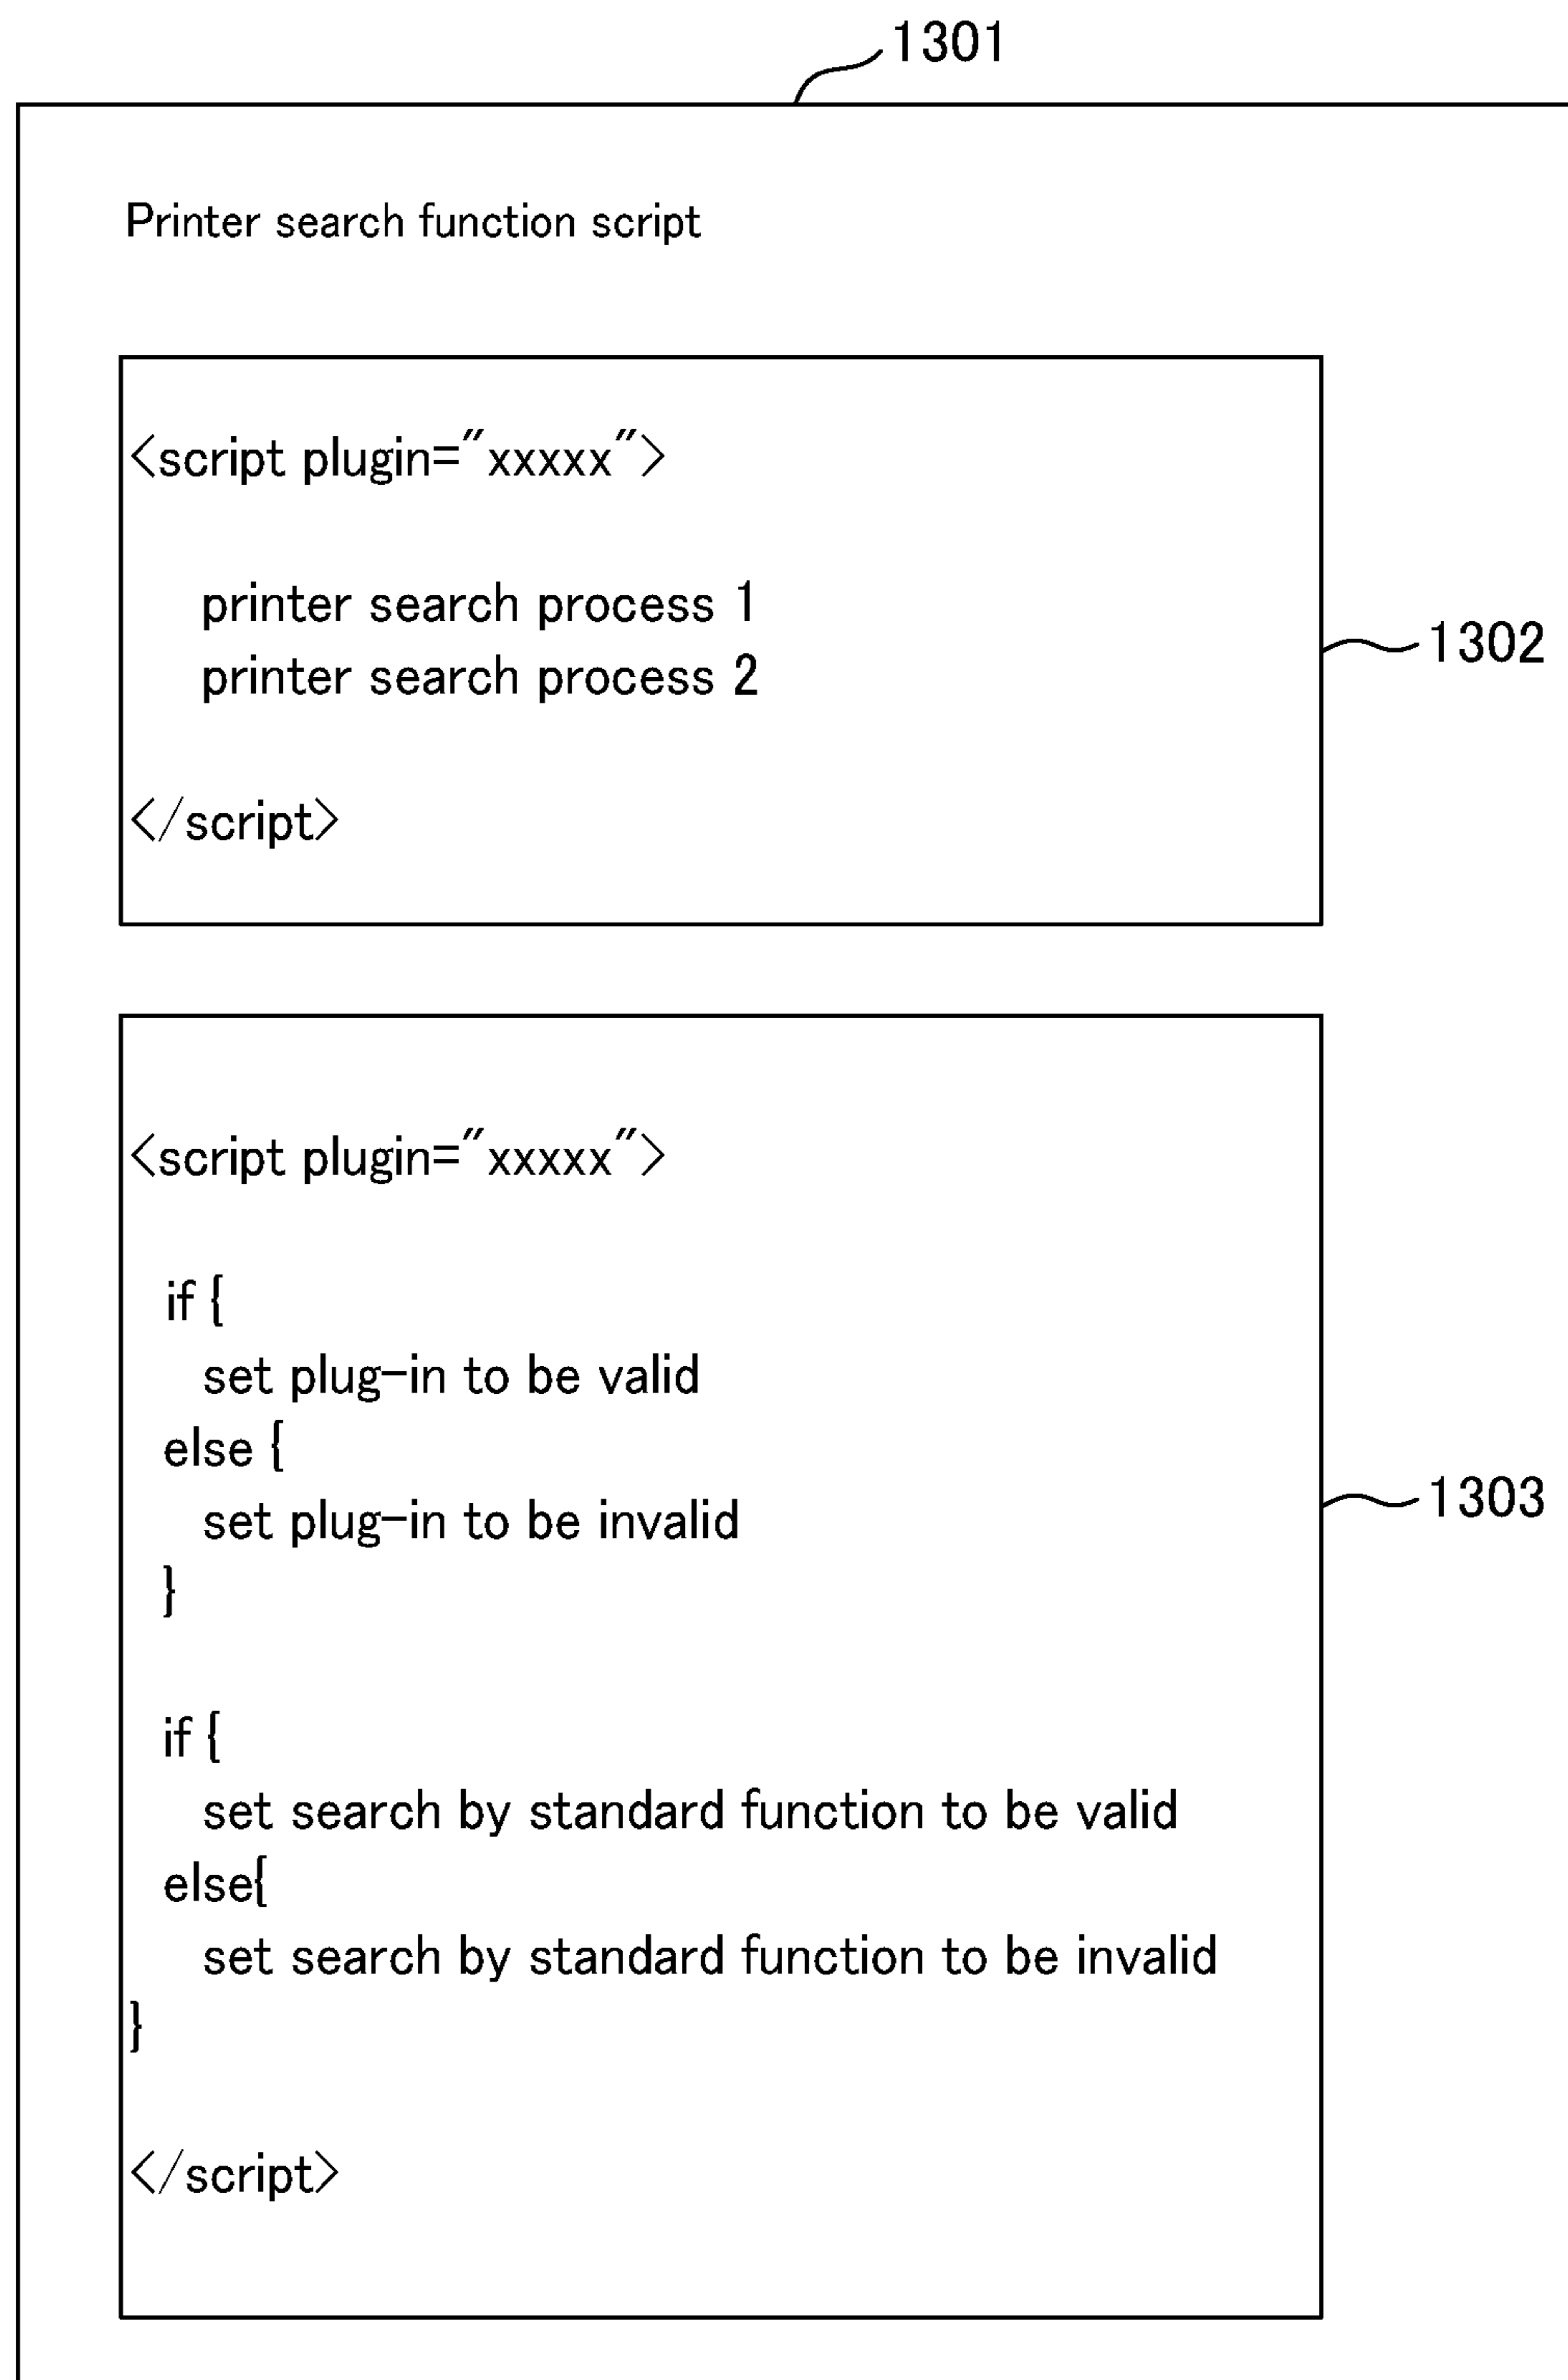 1301
Printer search function script
<script plugin="xxxxx">
printer search process 1
printer search process 2
1302
</script>
<script plugin="xxxxx">
if {
set plug-in to be valid
else {
set plug-in to be invalid
1303
}
if {
set search by standard function to be valid
else{
set search by standard function to be invalid
}
</script>